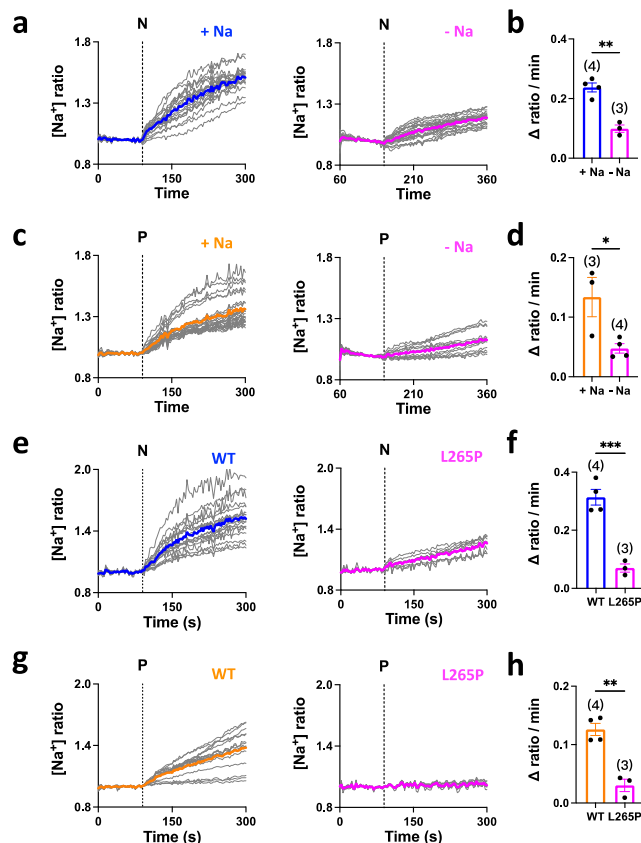 a
N
+ Na
[Na⁺] ratio
1.8
1.3
0.8
0
150
300
Time
N
- Na
[Na⁺] ratio
1.8
1.3
0.8
60
210
360
Time
b
Δ ratio / min
0.4
0.2
0.0
(4)
**
(3)
+ Na - Na
c
P
+ Na
[Na⁺] ratio
1.8
1.3
0.8
0
150
300
Time
P
- Na
[Na⁺] ratio
1.8
1.3
0.8
60
210
360
Time
d
Δ ratio / min
0.2
0.1
0.0
(3)
*
(4)
+ Na - Na
e
N
WT
[Na⁺] ratio
2.0
1.4
0.8
0
150
300
Time (s)
N
L265P
[Na⁺] ratio
2.0
1.4
0.8
60
150
300
Time (s)
f
Δ ratio / min
0.4
0.2
0.0
(4)
***
(3)
WT L265P
g
P
WT
[Na⁺] ratio
2.0
1.4
0.8
0
150
300
Time (s)
P
L265P
[Na⁺] ratio
2.0
1.4
0.8
0
150
300
Time (s)
h
Δ ratio / min
0.2
0.1
0.0
(4)
**
(3)
WT L265P